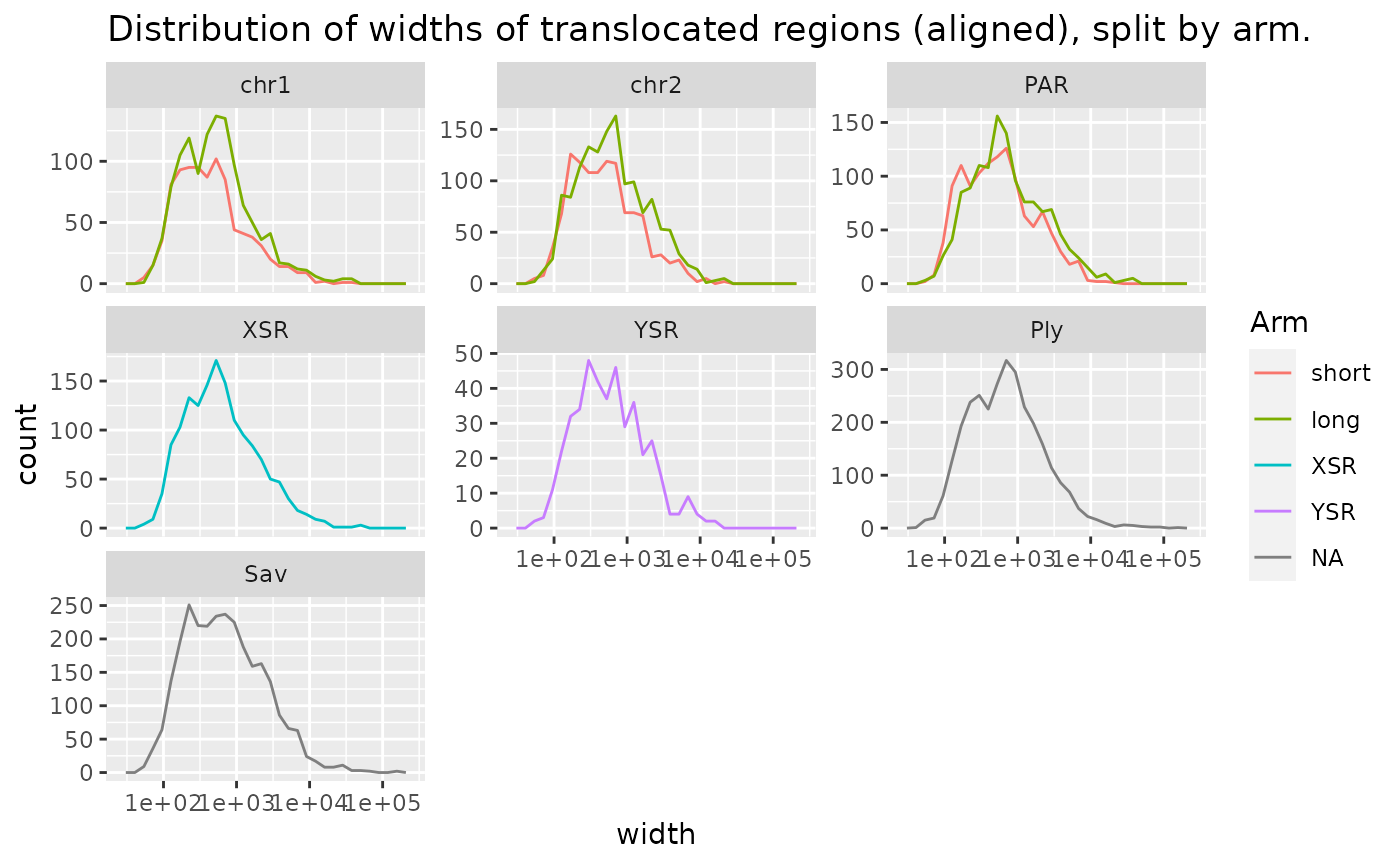 Distribution of widths of translocated regions (aligned), split by arm.
chr1 chr2 PAR
100
50
0
150
100
50
0
150
100
50
0
XSR YSR Ply
150
100
50
0
50
40
30
20
10
0
300
200
100
0
1e+02 1e+03 1e+04 1e+05
1e+02 1e+03 1e+04 1e+05
Sav
250
200
150
100
50
0
1e+02 1e+03 1e+04 1e+05
count
width
Arm
short
long
XSR
YSR
NA